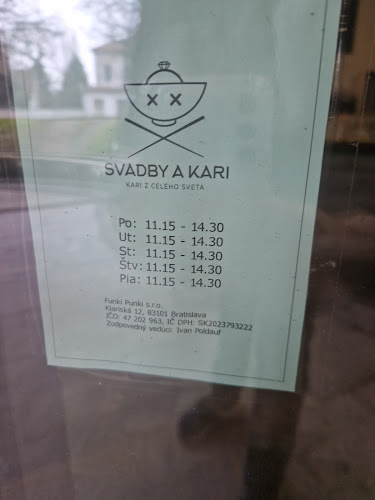 SVADBY A KARI
KARI Z CELEHO SVETA
Po: 11.15 - 14.30
Ut: 11.15 - 14.30
St: 11.15 - 14.30
Štv: 11.15 - 14.30
Pia: 11.15 - 14.30
Funki Punki s.r.o.
Klariská 12, 83101 Bratislava
IČO: 47 202 963, IČ DPH: SK2023793222
Zodpovedný vedúci: Ivan Poldauf